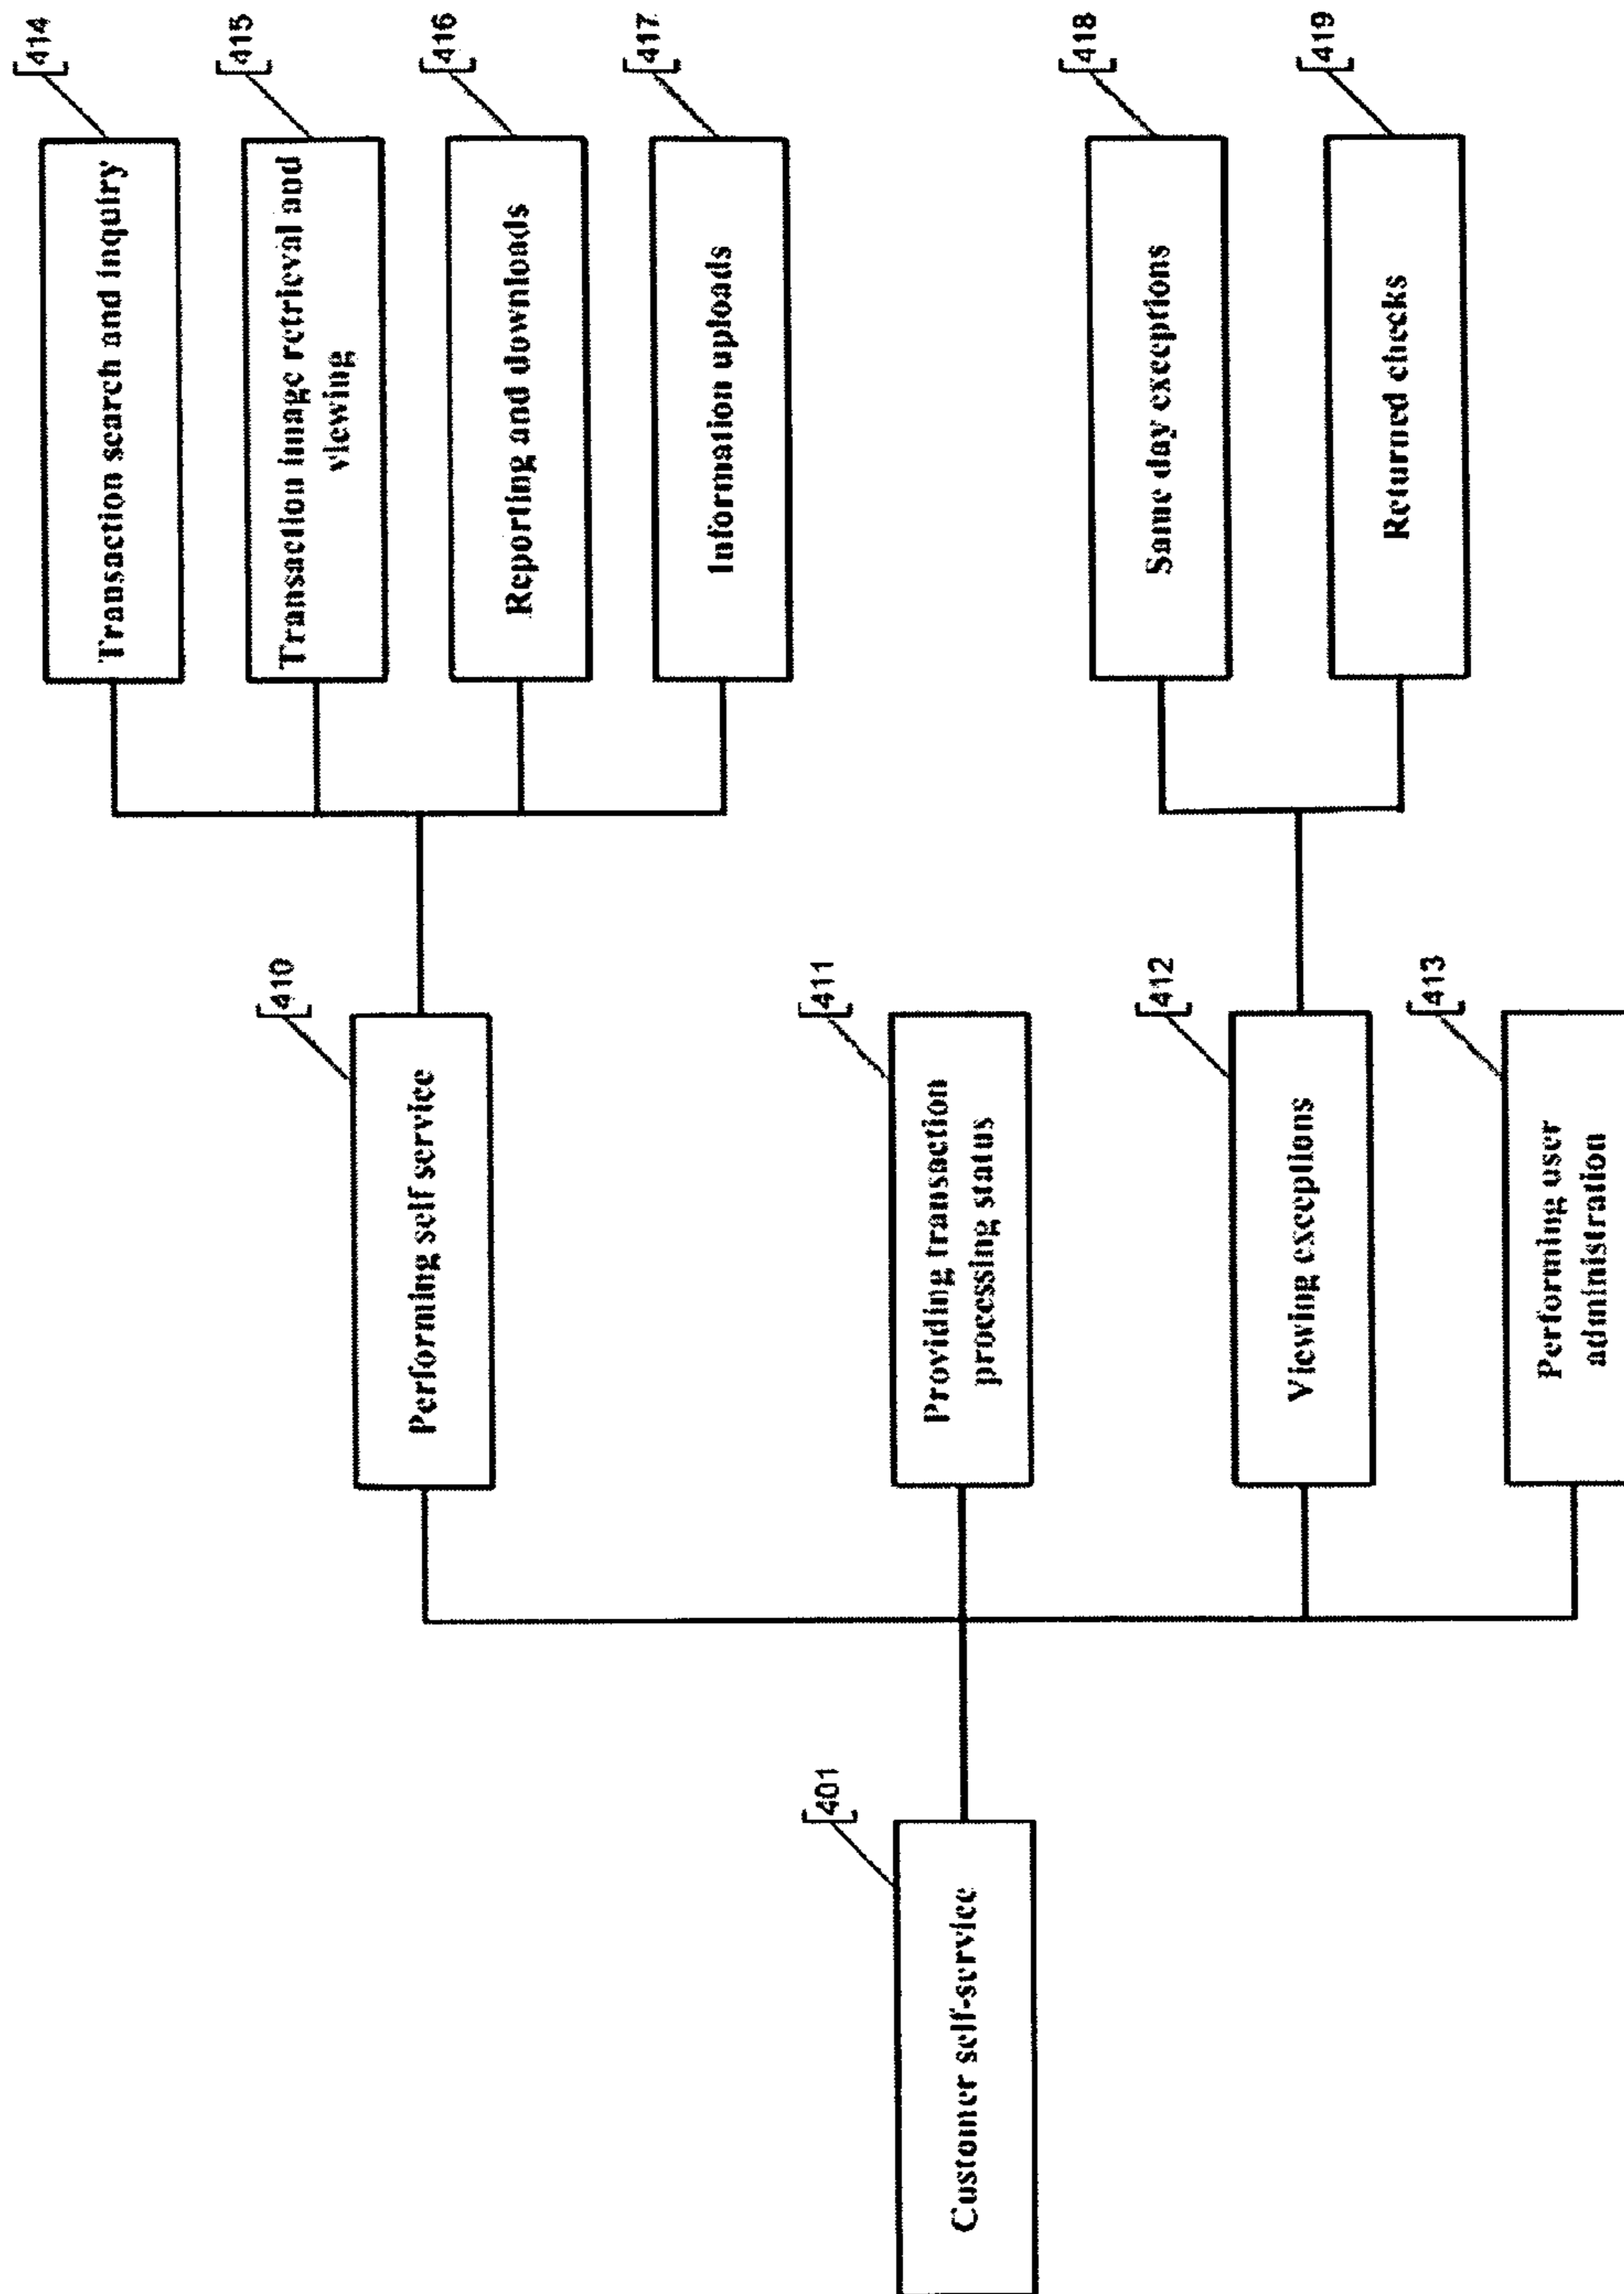 [401]
Customer self-service
[410]
Performing self service
[411]
Providing transaction
processing status
[412]
Viewing exceptions
[413]
Performing user
administration
[414]
Transaction search and inquiry
[415]
Transaction image retrieval and
viewing
[416]
Reporting and downloads
[417]
Information uploads
[418]
Same day exceptions
[419]
Returned checks